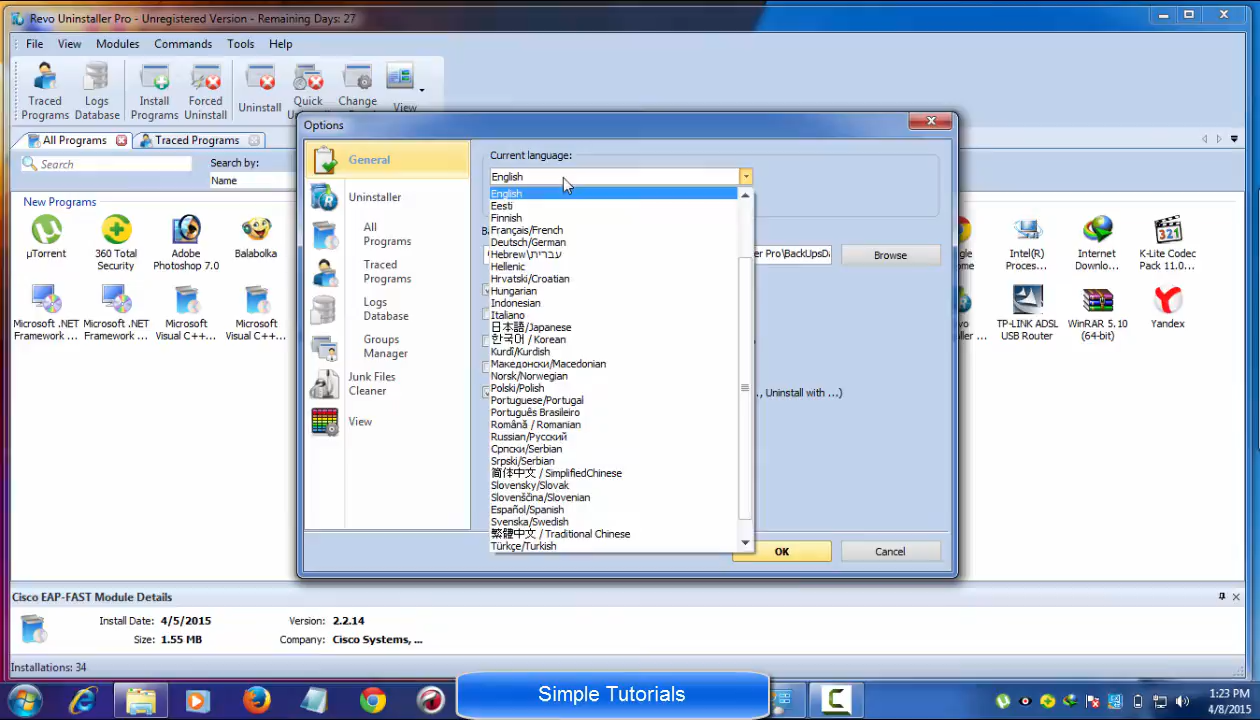 Revo Uninstaller Pro - Unregistered Version - Remaining Days: 27
File View Modules Commands Tools Help
Traced Programs
Logs Database
Install Programs
Forced Uninstall
Uninstall
Quick
Change
View
All Programs
Traced Programs
Search
Search by:
Name
New Programs
µTorrent
360 Total Security
Adobe Photoshop 7.0
Balabolka
Microsoft .NET Framework ...
Microsoft .NET Framework ...
Microsoft Visual C++...
Microsoft Visual C++...
Intel(R) Proces...
Internet Downlo...
K-Lite Codec Pack 11.0...
TP-LINK ADSL USB Router
WinRAR 5.10 (64-bit)
Yandex
Options
General
Uninstaller
All Programs
Traced Programs
Logs Database
Groups Manager
Junk Files Cleaner
View
Current language:
English
English
Eesti
Finnish
Français/French
Deutsch/German
Hebrew\עברית
Hellenic
Hrvatski/Croatian
Hungarian
Indonesian
Italiano
日本語/Japanese
한국어 / Korean
Kurdî/Kurdish
Македонски/Macedonian
Norsk/Norwegian
Polski/Polish
Portuguese/Portugal
Português Brasileiro
Română / Romanian
Russian/Русский
Српски/Serbian
Srpski/Serbian
简体中文 / SimplifiedChinese
Slovensky/Slovak
Slovenščina/Slovenian
Español/Spanish
Svenska/Swedish
繁體中文 / Traditional Chinese
Türkçe/Turkish
er Pro\BackUpsDa
Browse
., Uninstall with ...)
OK
Cancel
Cisco EAP-FAST Module Details
Install Date: 4/5/2015
Version: 2.2.14
Size: 1.55 MB
Company: Cisco Systems, ...
Installations: 34
Simple Tutorials
1:23 PM
4/8/2015